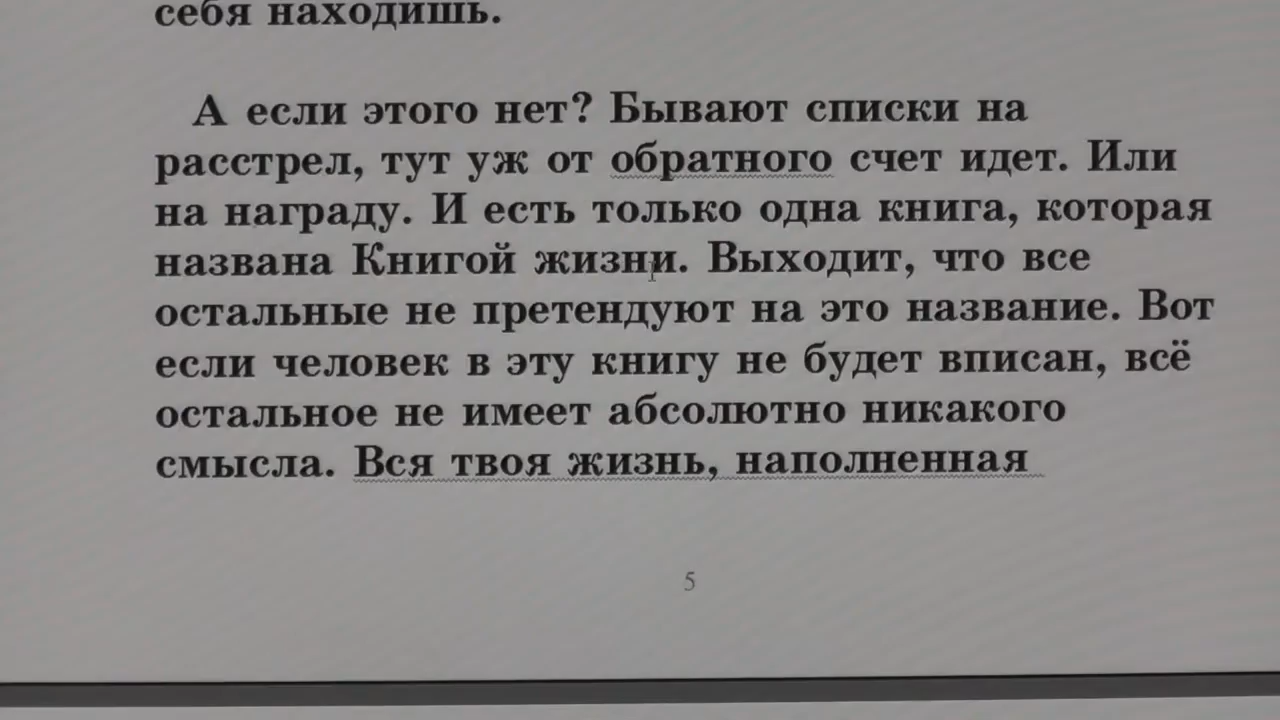 себя находишь.
А если этого нет? Бывают списки на
расстрел, тут уж от обратного счет идет. Или
на награду. И есть только одна книга, которая
названа Книгой жизни. Выходит, что все
остальные не претендуют на это название. Вот
если человек в эту книгу не будет вписан, всё
остальное не имеет абсолютно никакого
смысла. Вся твоя жизнь, наполненная
5